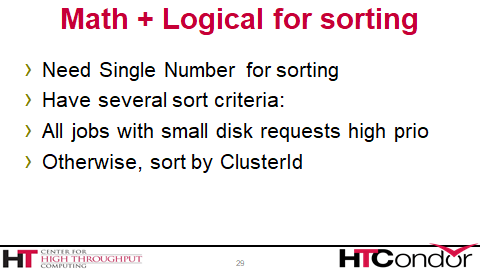 Math + Logical for sorting
› Need Single Number for sorting
› Have several sort criteria:
› All jobs with small disk requests high prio
› Otherwise, sort by ClusterId
HT CENTER FOR
HIGH THROUGHPUT
COMPUTING
29
HTCondor